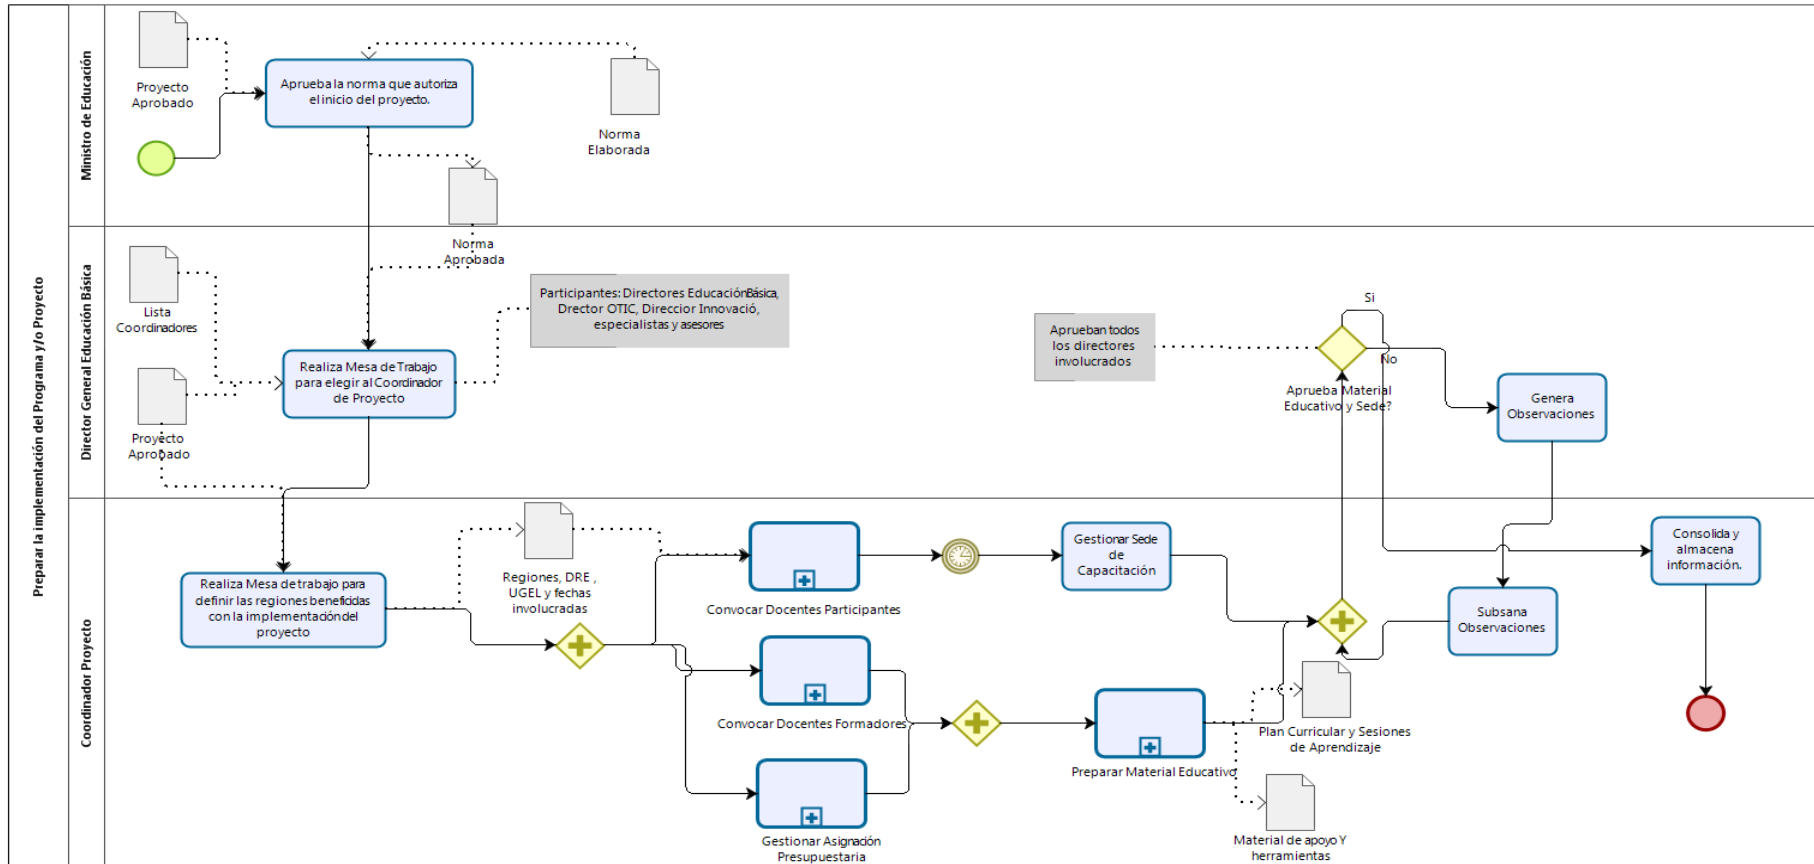 Preparar la implementación del Programa y/o Proyecto
Ministro de Educación
Proyecto
Aprobado
Aprueba la norma que autoriza
el inicio del proyecto.
Norma
Elaborada
Norma
Aprobada
Director General Educación Básica
Lista
Coordinadores
Proyecto
Aprobado
Realiza Mesa de Trabajo
para elegir al Coordinador
de Proyecto
Participantes: Directores Educación Básica,
Drector OTIC, Direccior Innovació,
especialistas y asesores
Aprueban todos
los directores
involucrados
Si
No
Aprueba Material
Educativo y Sede?
Genera
Observaciones
Coordinador Proyecto
Realiza Mesa de trabajo para
definir las regiones beneficidas
con la implementación del
proyecto
Regiones, DRE ,
UGEL y fechas
involucradas
Convocar Docentes Participantes
Gestionar Sede
de
Capacitación
Convocar Docentes Formadores
Gestionar Asignación
Presupuestaria
Preparar Material Educativo
Plan Curricular y Sesiones
de Aprendizaje
Material de apoyo Y
herramientas
Subsana
Observaciones
Consolida y
almacena
información.